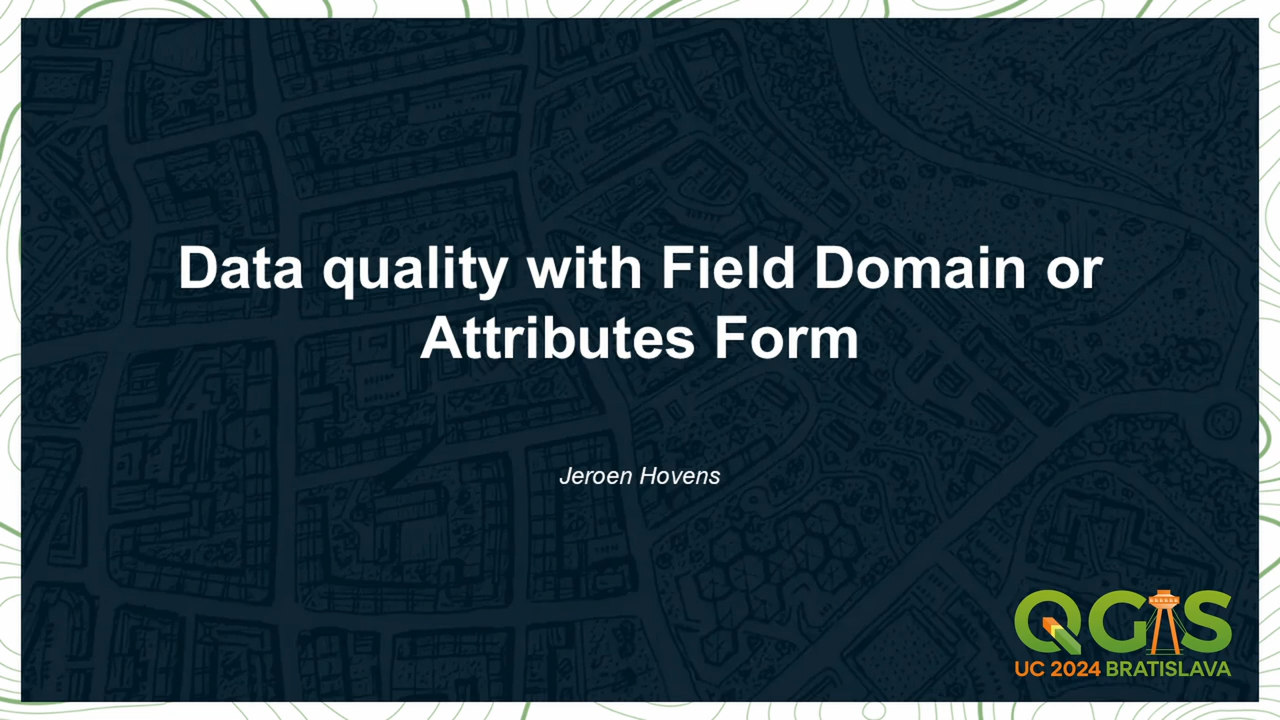 Data quality with Field Domain or
Attributes Form
Jeroen Hovens
QGIS
UC 2024 BRATISLAVA